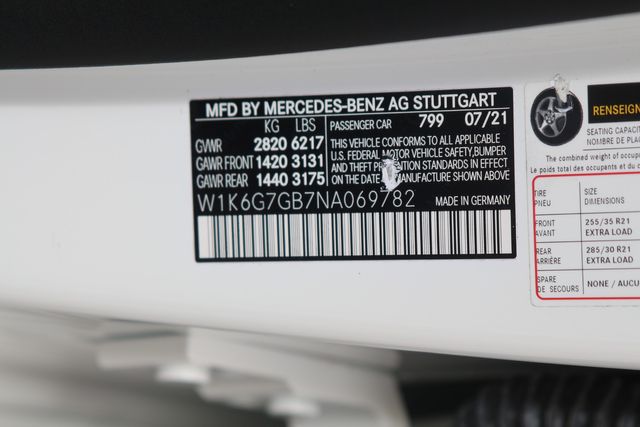 MFD BY MERCEDES-BENZ AG STUTTGART
KG LBS
PASSENGER CAR 799 07/21
GVWR 2820 6217
GAWR FRONT 1420 3131
GAWR REAR 1440 3175
THIS VEHICLE CONFORMS TO ALL APPLICABLE
U.S. FEDERAL MOTOR VEHICLE SAFETY, BUMPER
AND THEFT STANDARDS IN EFFECT
ON THE DATE MANUFACTURE SHOWN ABOVE
W1K6G7GB7NA069782
MADE IN GERMANY
RENSEIGN
SEATING CAPACITY
NOMBRE DE PLA
The combined weight of occup
Le poids total des occupants et du c
TIRE SIZE
PNEU DIMENSIONS
FRONT 255/35 R21
AVANT EXTRA LOAD
REAR 285/30 R21
ARRIÈRE EXTRA LOAD
SPARE NONE / AUCU
DE SECOURS